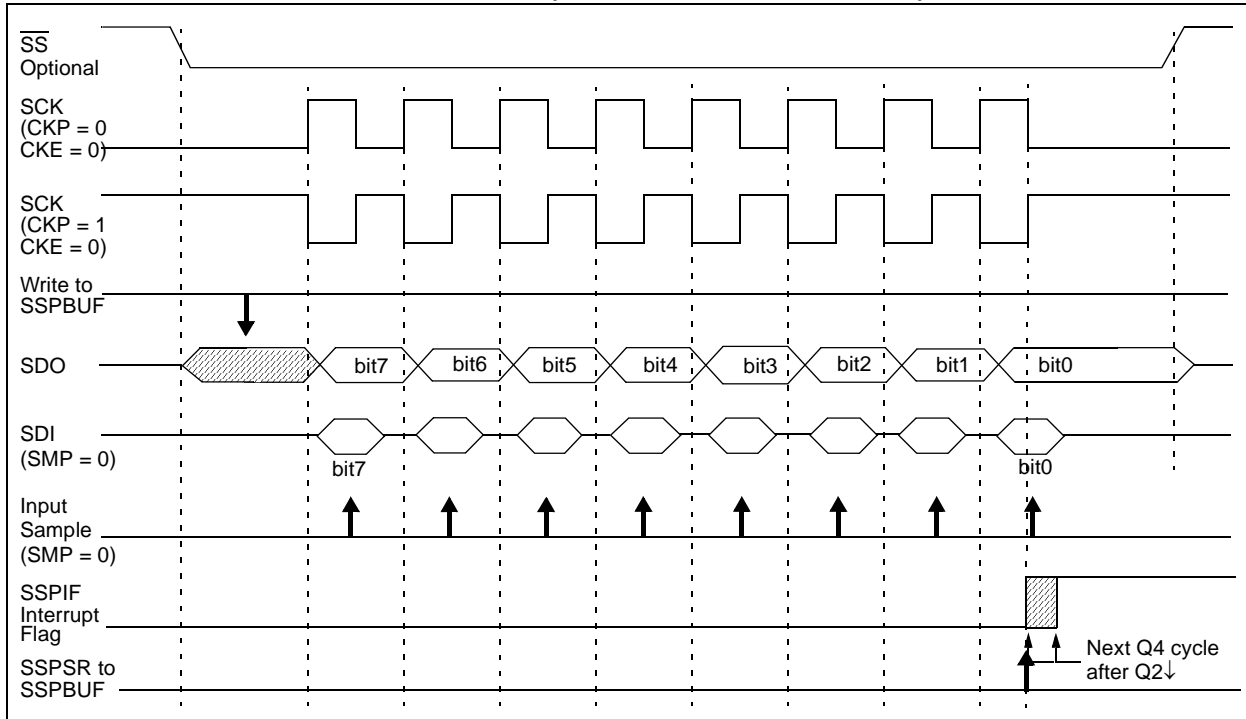 SS
Optional
SCK
(CKP = 0
CKE = 0)
SCK
(CKP = 1
CKE = 0)
Write to
SSPBUF
SDO
bit7 bit6 bit5 bit4 bit3 bit2 bit1 bit0
SDI
(SMP = 0)
bit7 bit0
Input
Sample
(SMP = 0)
SSPIF
Interrupt
Flag
SSPSR to
SSPBUF
Next Q4 cycle
after Q2↓